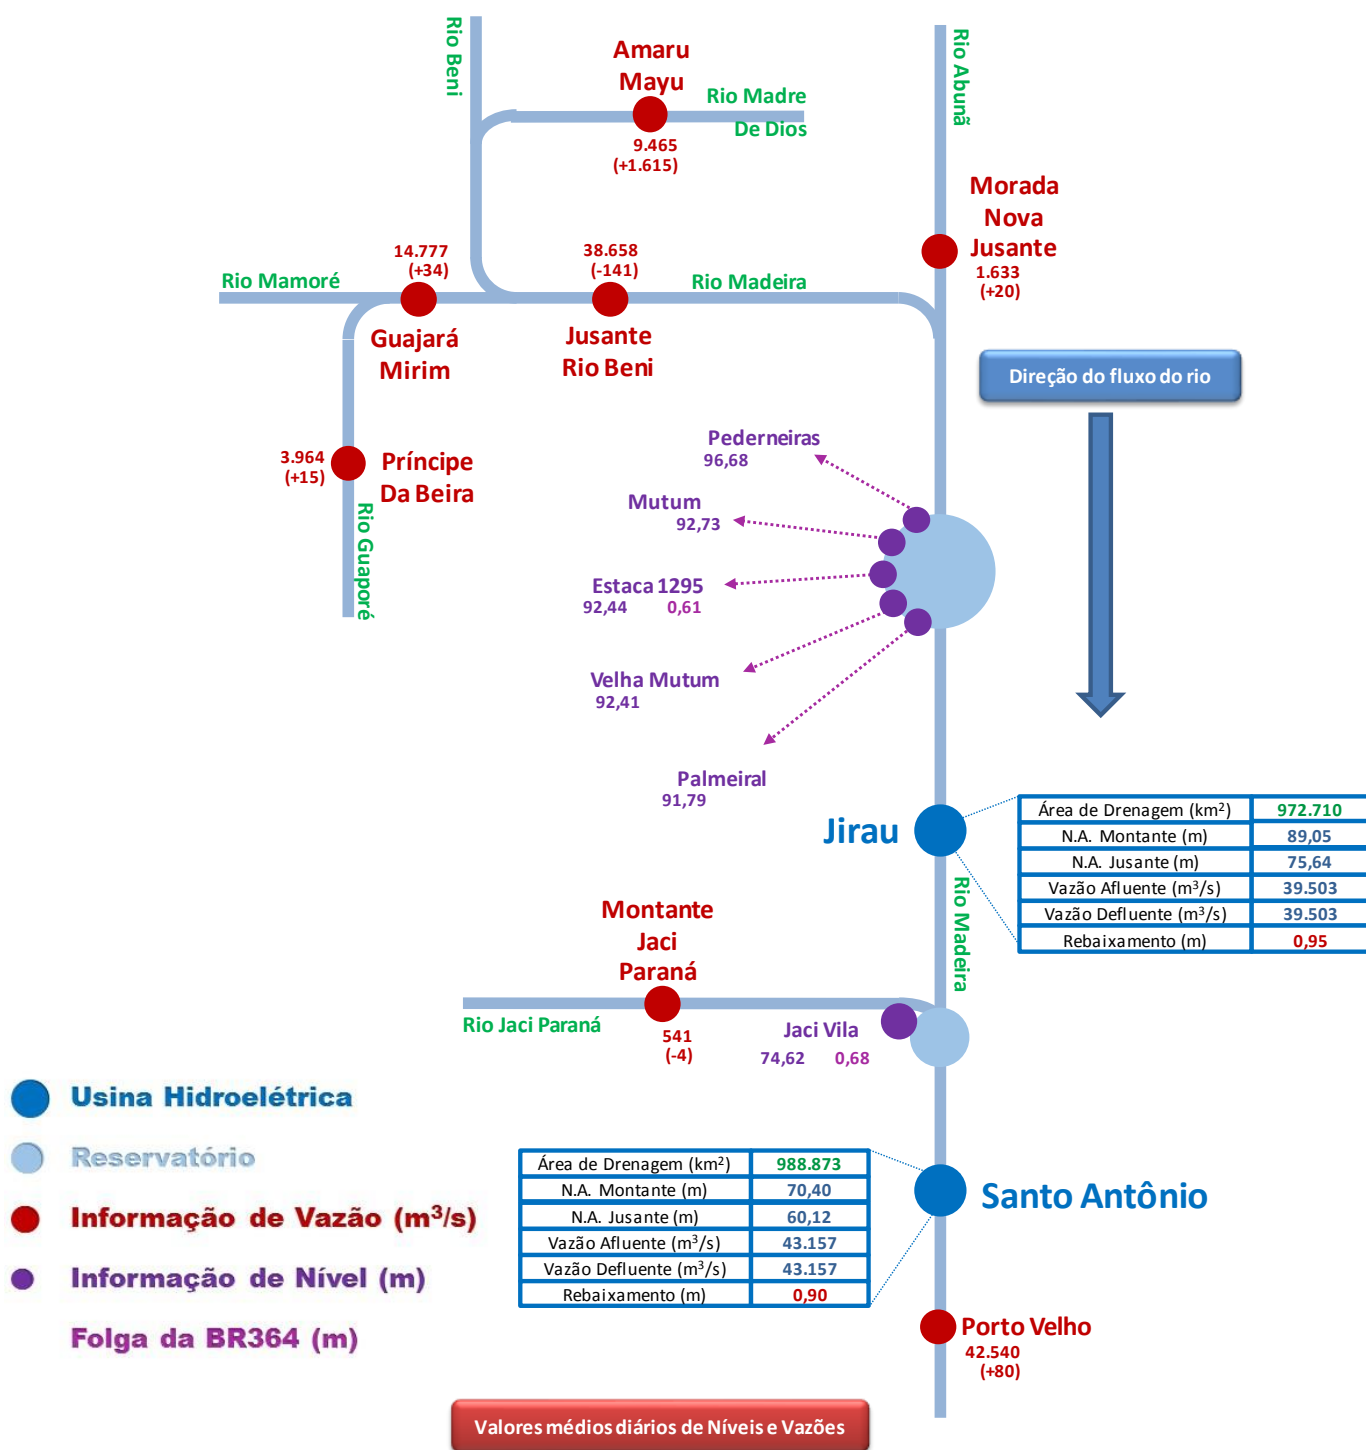 Rio Beni
Amaru
Mayu
Rio Madre
De Dios
9.465
(+1.615)
Rio Abunã
Morada
Nova
Jusante
1.633
(+20)
14.777
(+34)
38.658
(-141)
Rio Mamoré
Rio Madeira
Guajará
Mirim
Jusante
Rio Beni
Direção do fluxo do rio
3.964
(+15)
Príncipe
Da Beira
Rio Guaporé
Pederneiras
96,68
Mutum
92,73
Estaca 1295
92,44 0,61
Velha Mutum
92,41
Palmeiral
91,79
Jirau
Área de Drenagem (km²) 972.710
N.A. Montante (m) 89,05
N.A. Jusante (m) 75,64
Vazão Afluente (m³/s) 39.503
Vazão Defluente (m³/s) 39.503
Rebaixamento (m) 0,95
Rio Madeira
Montante
Jaci
Paraná
Rio Jaci Paraná
541
(-4)
Jaci Vila
74,62 0,68
Usina Hidroelétrica
Reservatório
Informação de Vazão (m³/s)
Informação de Nível (m)
Folga da BR364 (m)
Área de Drenagem (km²) 988.873
N.A. Montante (m) 70,40
N.A. Jusante (m) 60,12
Vazão Afluente (m³/s) 43.157
Vazão Defluente (m³/s) 43.157
Rebaixamento (m) 0,90
Santo Antônio
Porto Velho
42.540
(+80)
Valores médios diários de Níveis e Vazões